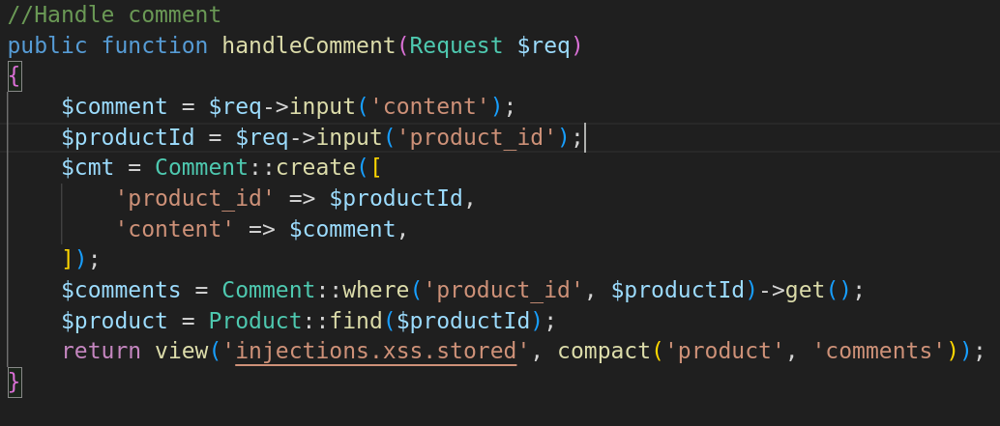 //Handle comment
public function handleComment(Request $req)
{
    $comment = $req->input('content');
    $productId = $req->input('product_id');
    $cmt = Comment::create([
        'product_id' => $productId,
        'content' => $comment,
    ]);
    $comments = Comment::where('product_id', $productId)->get();
    $product = Product::find($productId);
    return view('injections.xss.stored', compact('product', 'comments'));
}